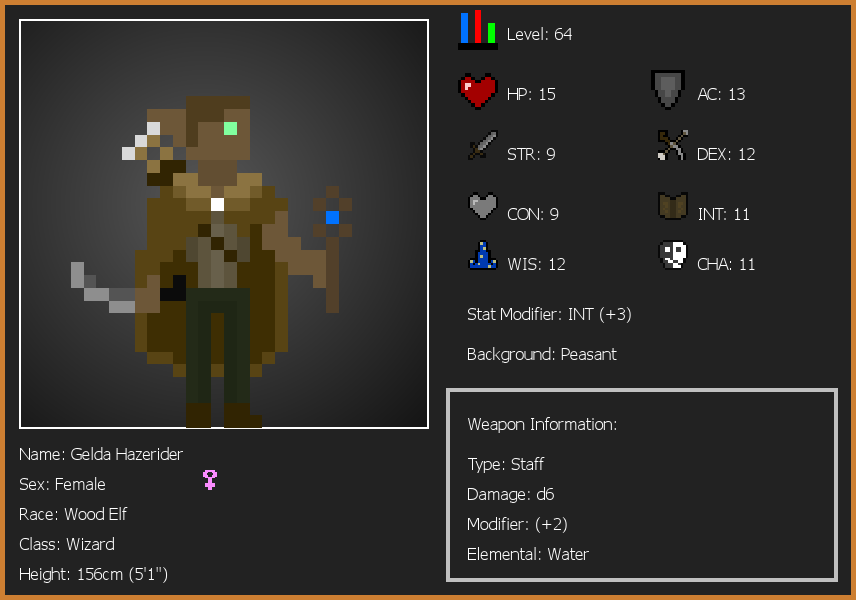 Level: 64
HP: 15
AC: 13
STR: 9
DEX: 12
CON: 9
INT: 11
WIS: 12
CHA: 11
Stat Modifier: INT (+3)
Background: Peasant
Weapon Information:
Type: Staff
Damage: d6
Modifier: (+2)
Elemental: Water
Name: Gelda Hazerider
Sex: Female
Race: Wood Elf
Class: Wizard
Height: 156cm (5'1")